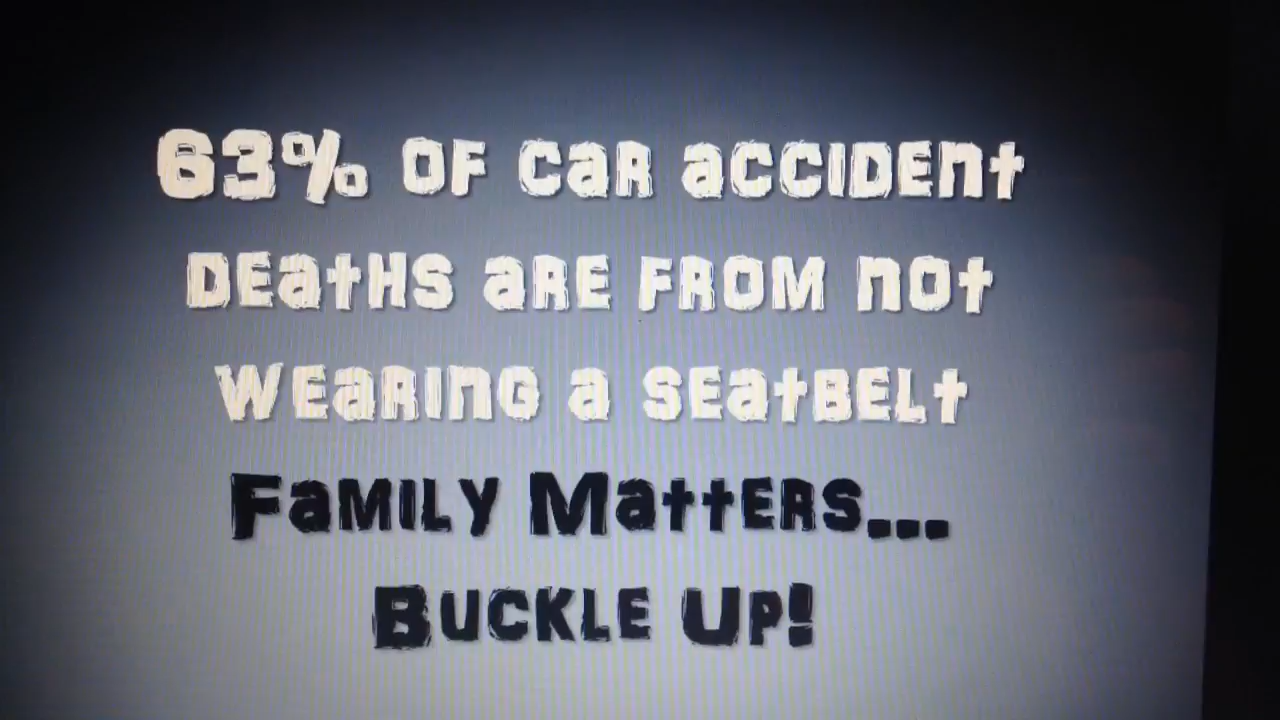 63% of car accident
deaths are from not
wearing a seatbelt
Family Matters...
Buckle Up!